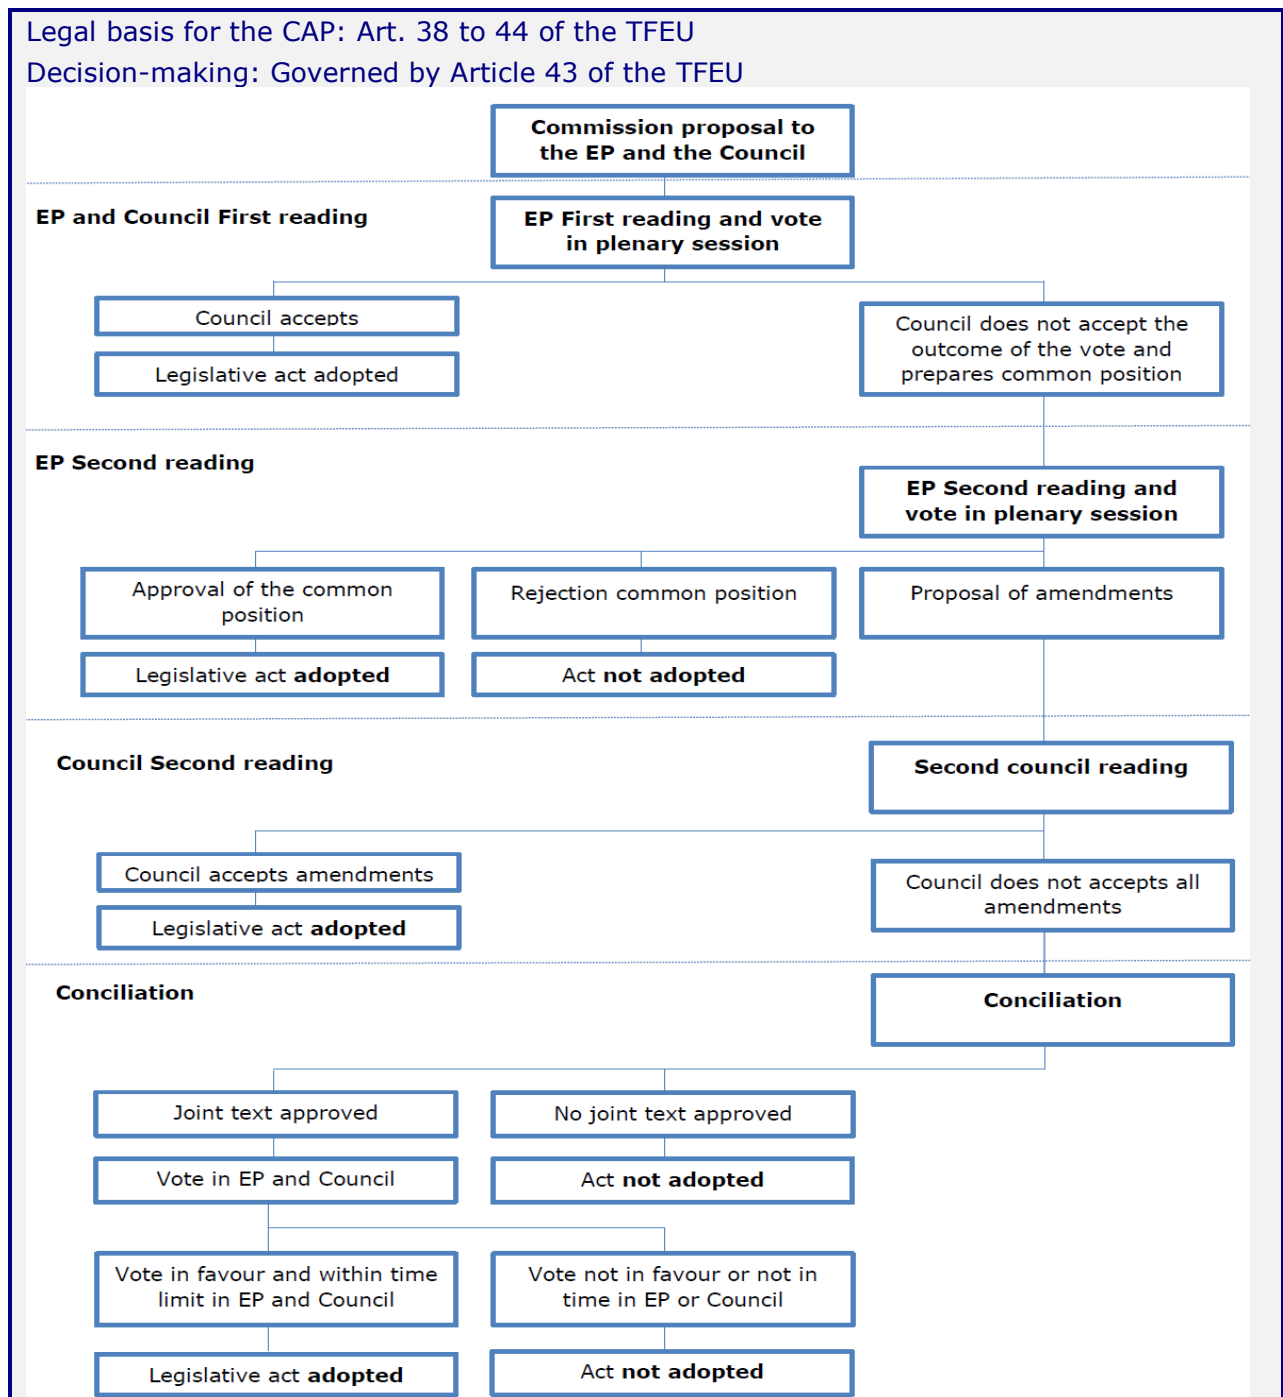 Legal basis for the CAP: Art. 38 to 44 of the TFEU
Decision-making: Governed by Article 43 of the TFEU
Commission proposal to
the EP and the Council
EP and Council First reading
EP First reading and vote
in plenary session
Council accepts
Legislative act adopted
Council does not accept the
outcome of the vote and
prepares common position
EP Second reading
EP Second reading and
vote in plenary session
Approval of the common
position
Rejection common position
Proposal of amendments
Legislative act adopted
Act not adopted
Council Second reading
Second council reading
Council accepts amendments
Legislative act adopted
Council does not accepts all
amendments
Conciliation
Conciliation
Joint text approved
No joint text approved
Vote in EP and Council
Act not adopted
Vote in favour and within time
limit in EP and Council
Vote not in favour or not in
time in EP or Council
Legislative act adopted
Act not adopted